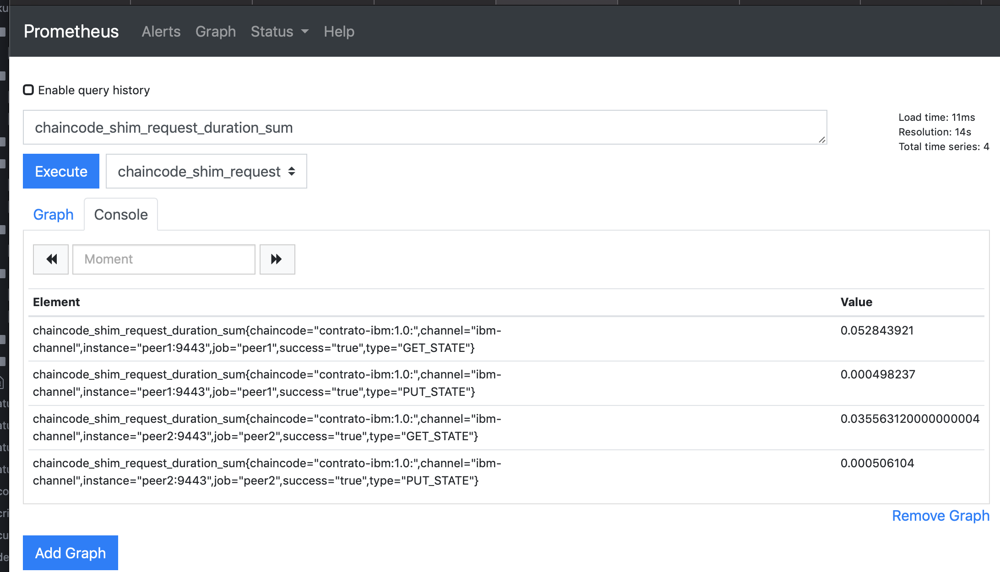 Prometheus Alerts Graph Status Help
Enable query history
chaincode_shim_request_duration_sum
Load time: 11ms
Resolution: 14s
Total time series: 4
Execute chaincode_shim_request
Graph Console
Moment
Element Value
chaincode_shim_request_duration_sum{chaincode="contrato-ibm:1.0:",channel="ibm- 0.052843921
channel",instance="peer1:9443",job="peer1",success="true",type="GET_STATE"}
chaincode_shim_request_duration_sum{chaincode="contrato-ibm:1.0:",channel="ibm- 0.000498237
channel",instance="peer1:9443",job="peer1",success="true",type="PUT_STATE"}
chaincode_shim_request_duration_sum{chaincode="contrato-ibm:1.0:",channel="ibm- 0.035563120000000004
channel",instance="peer2:9443",job="peer2",success="true",type="GET_STATE"}
chaincode_shim_request_duration_sum{chaincode="contrato-ibm:1.0:",channel="ibm- 0.000506104
channel",instance="peer2:9443",job="peer2",success="true",type="PUT_STATE"}
Remove Graph
Add Graph